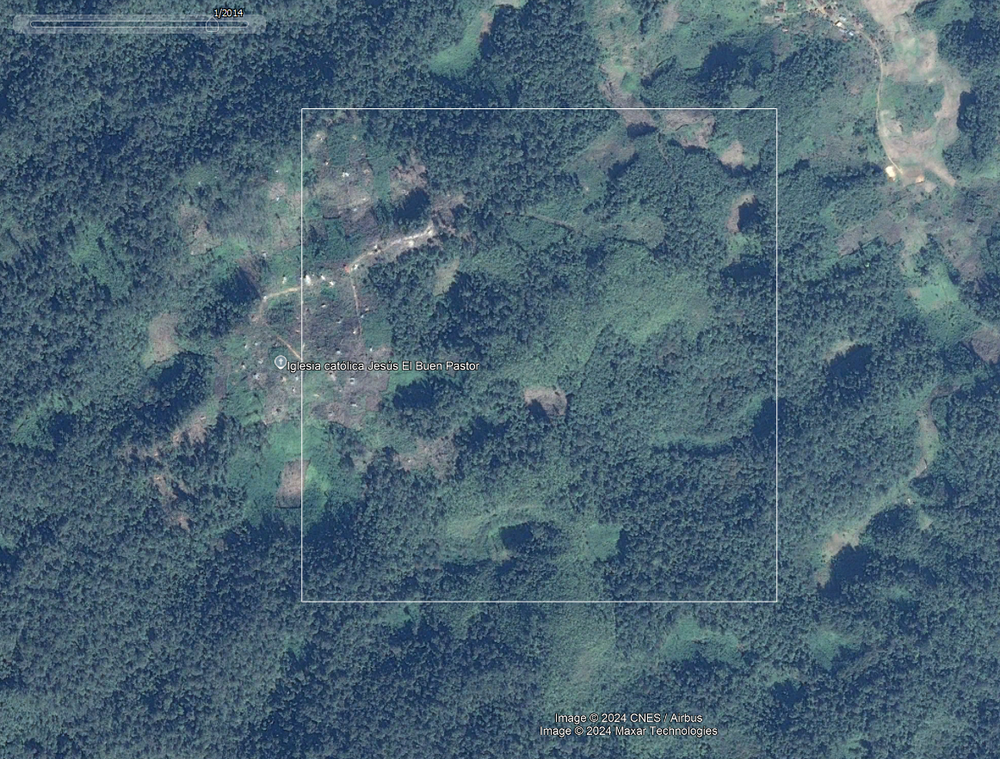 1/2014
Iglesia católica Jesús El Buen Pastor
Image © 2024 CNES / Airbus
Image © 2024 Maxar Technologies